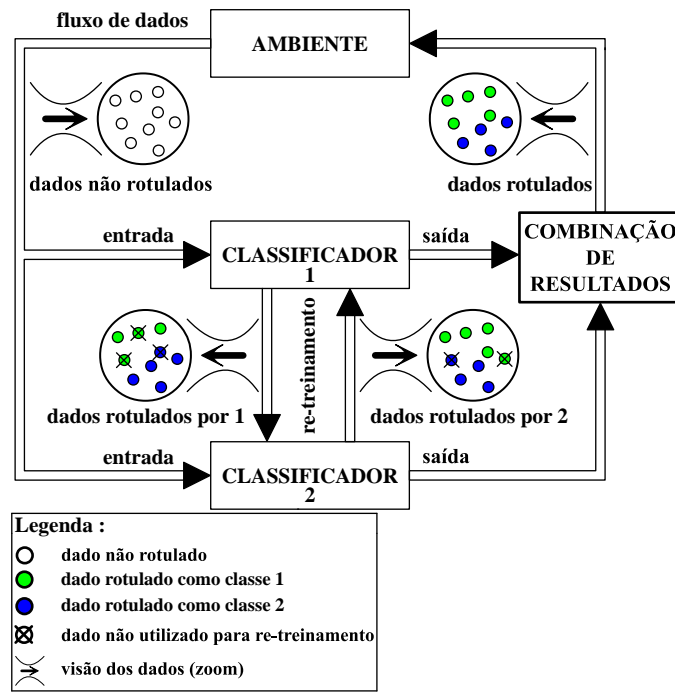 fluxo de dados
AMBIENTE
dados não rotulados
dados rotulados
entrada
CLASSIFICADOR
1
saída
COMBINAÇÃO
DE
RESULTADOS
re-treinamento
dados rotulados por 1
dados rotulados por 2
entrada
CLASSIFICADOR
2
saída
Legenda :
dado não rotulado
dado rotulado como classe 1
dado rotulado como classe 2
dado não utilizado para re-treinamento
visão dos dados (zoom)